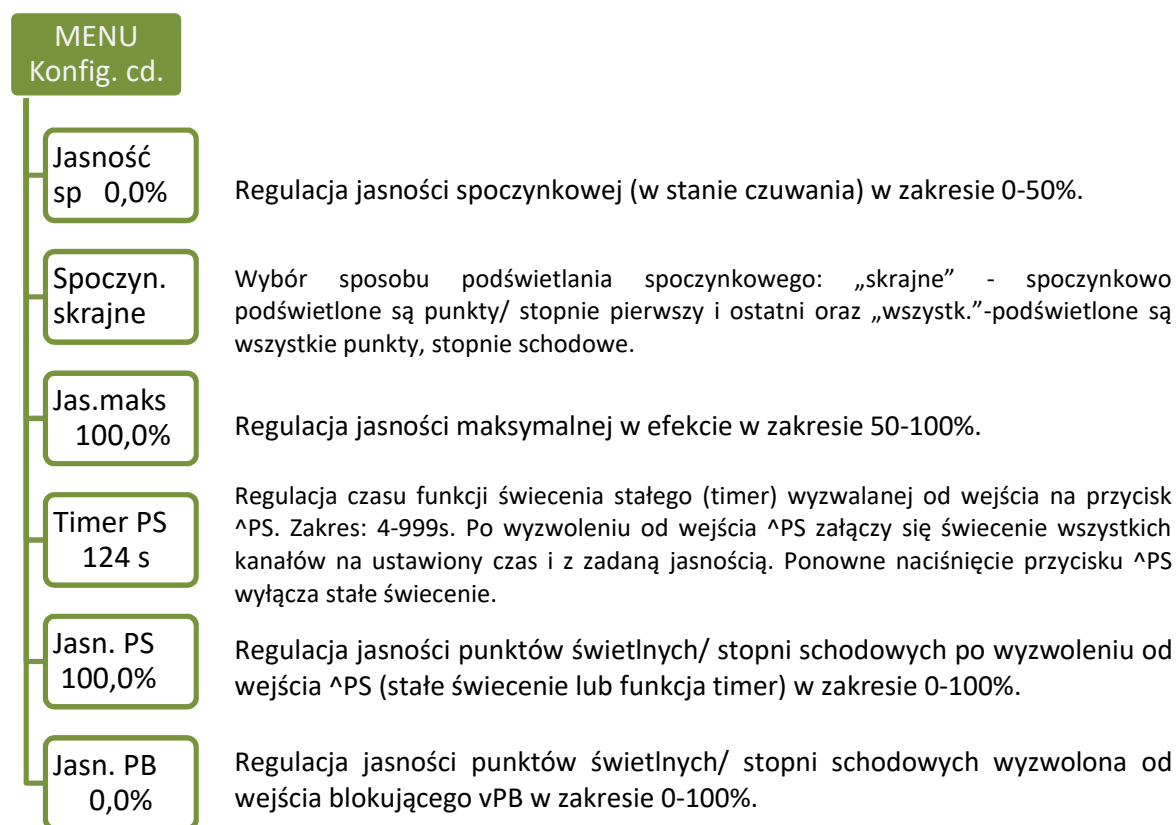 MENU
Konfig. cd.
Jasność
sp 0,0%
Regulacja jasności spoczynkowej (w stanie czuwania) w zakresie 0-50%.
Spoczyn.
skrajne
Wybór sposobu podświetlania spoczynkowego: „skrajne” - spoczynkowo
podświetlone są punkty/ stopnie pierwszy i ostatni oraz „wszystk.”-podświetlone są
wszystkie punkty, stopnie schodowe.
Jas.maks
100,0%
Regulacja jasności maksymalnej w efekcie w zakresie 50-100%.
Timer PS
124 s
Regulacja czasu funkcji świecenia stałego (timer) wyzwalanej od wejścia na przycisk
^PS. Zakres: 4-999s. Po wyzwoleniu od wejścia ^PS załączy się świecenie wszystkich
kanałów na ustawiony czas i z zadaną jasnością. Ponowne naciśnięcie przycisku ^PS
wyłącza stałe świecenie.
Jasn. PS
100,0%
Regulacja jasności punktów świetlnych/ stopni schodowych po wyzwoleniu od
wejścia ^PS (stałe świecenie lub funkcja timer) w zakresie 0-100%.
Jasn. PB
0,0%
Regulacja jasności punktów świetlnych/ stopni schodowych wyzwolona od
wejścia blokującego vPB w zakresie 0-100%.